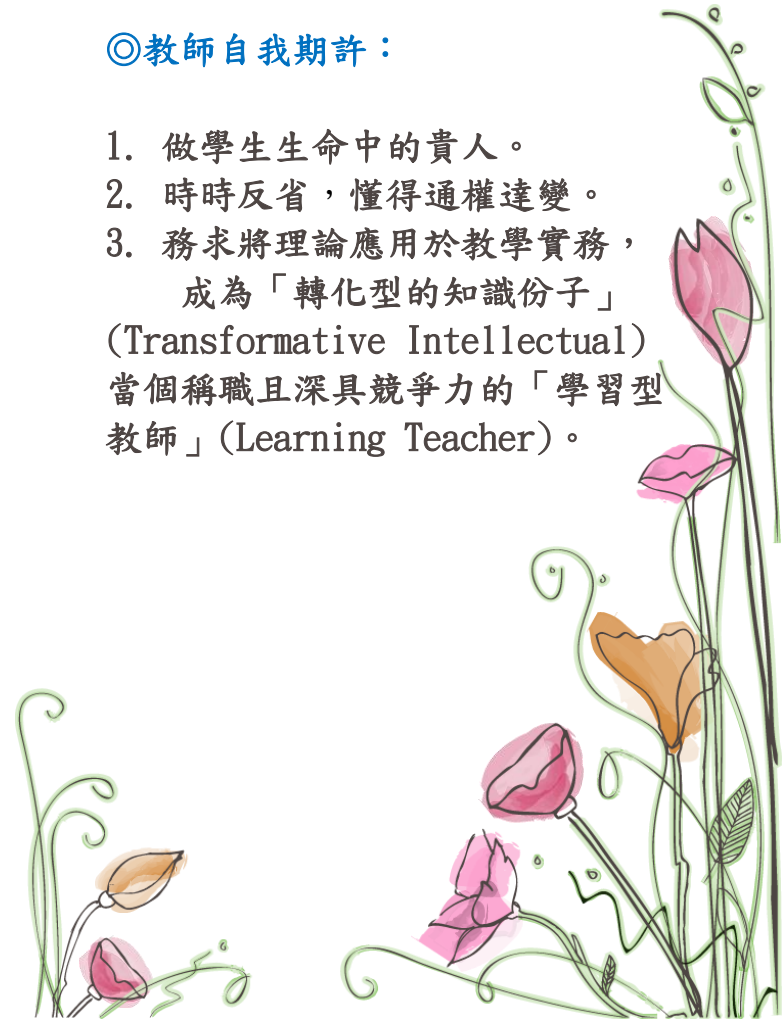 ◎教師自我期許：
1. 做學生生命中的貴人。
2. 時時反省，懂得通權達變。
3. 務求將理論應用於教學實務，
成為「轉化型的知識份子」
(Transformative Intellectual)
當個稱職且深具競爭力的「學習型
教師」(Learning Teacher)。